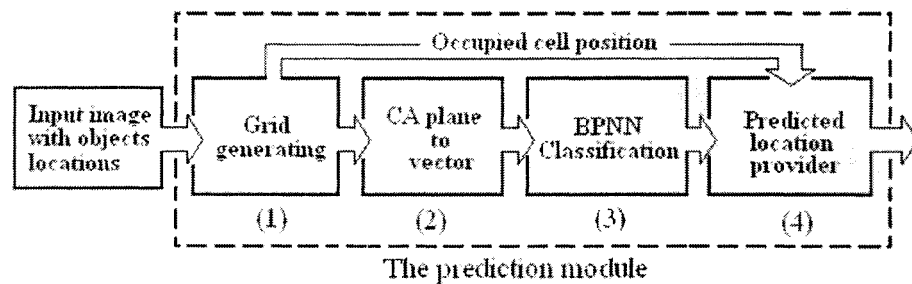 Occupied cell position
Input image
with objects
locations
Grid
generating
CA plane
to
vector
BPNN
Classification
Predicted
location
provider
(1)
(2)
(3)
(4)
The prediction module